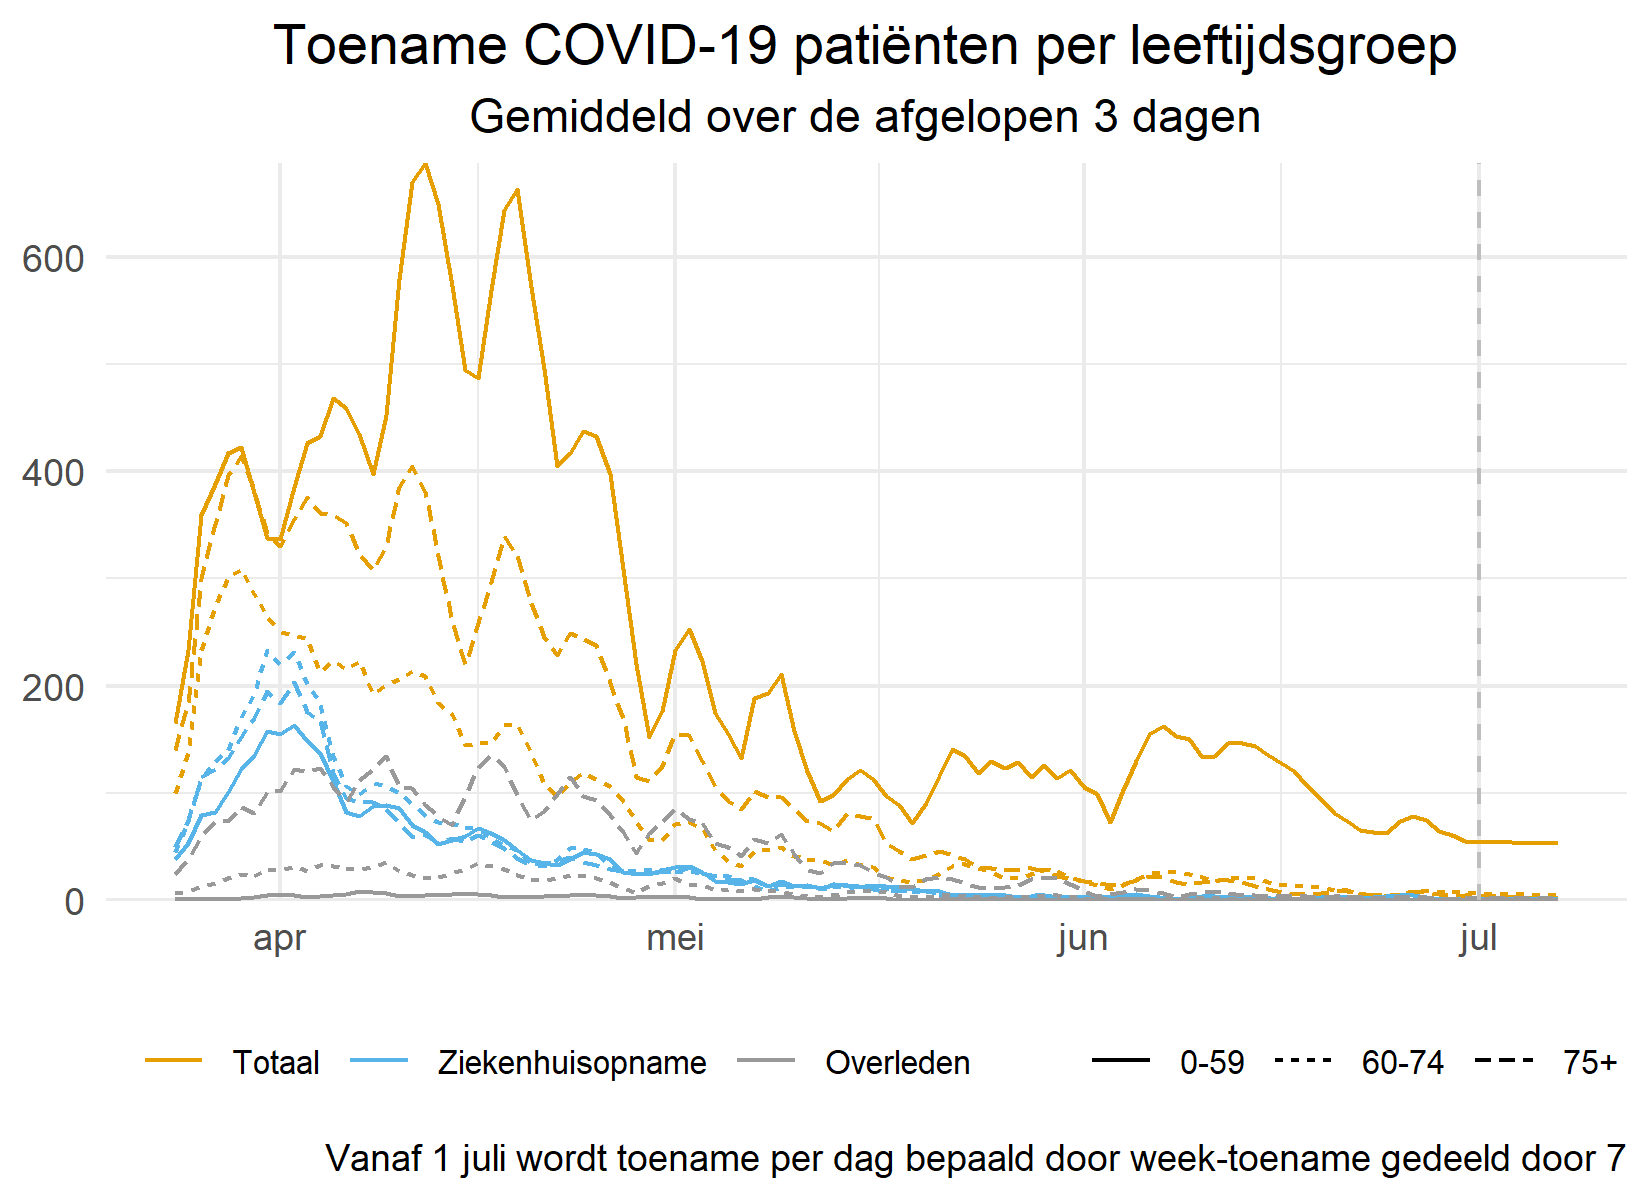 Toename COVID-19 patiënten per leeftijdsgroep
Gemiddeld over de afgelopen 3 dagen
600
400
200
0
apr mei jun jul
Totaal Ziekenhuisopname Overleden 0-59 60-74 75+
Vanaf 1 juli wordt toename per dag bepaald door week-toename gedeeld door 7